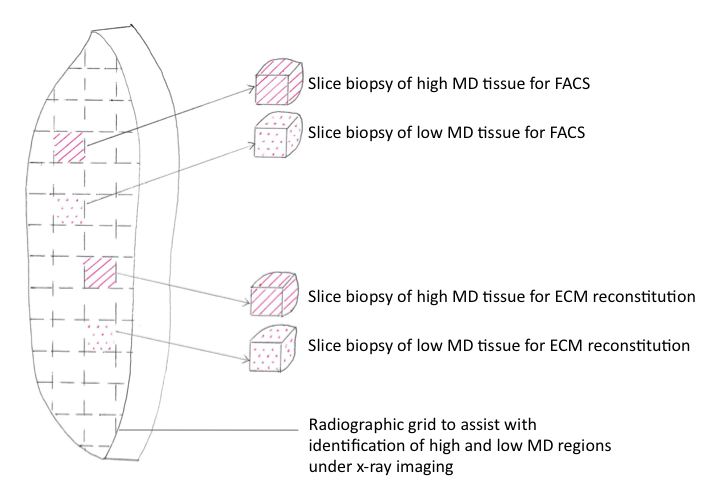 Slice biopsy of high MD tissue for FACS
Slice biopsy of low MD tissue for FACS
Slice biopsy of high MD tissue for ECM reconstitution
Slice biopsy of low MD tissue for ECM reconstitution
Radiographic grid to assist with
identification of high and low MD regions
under x-ray imaging